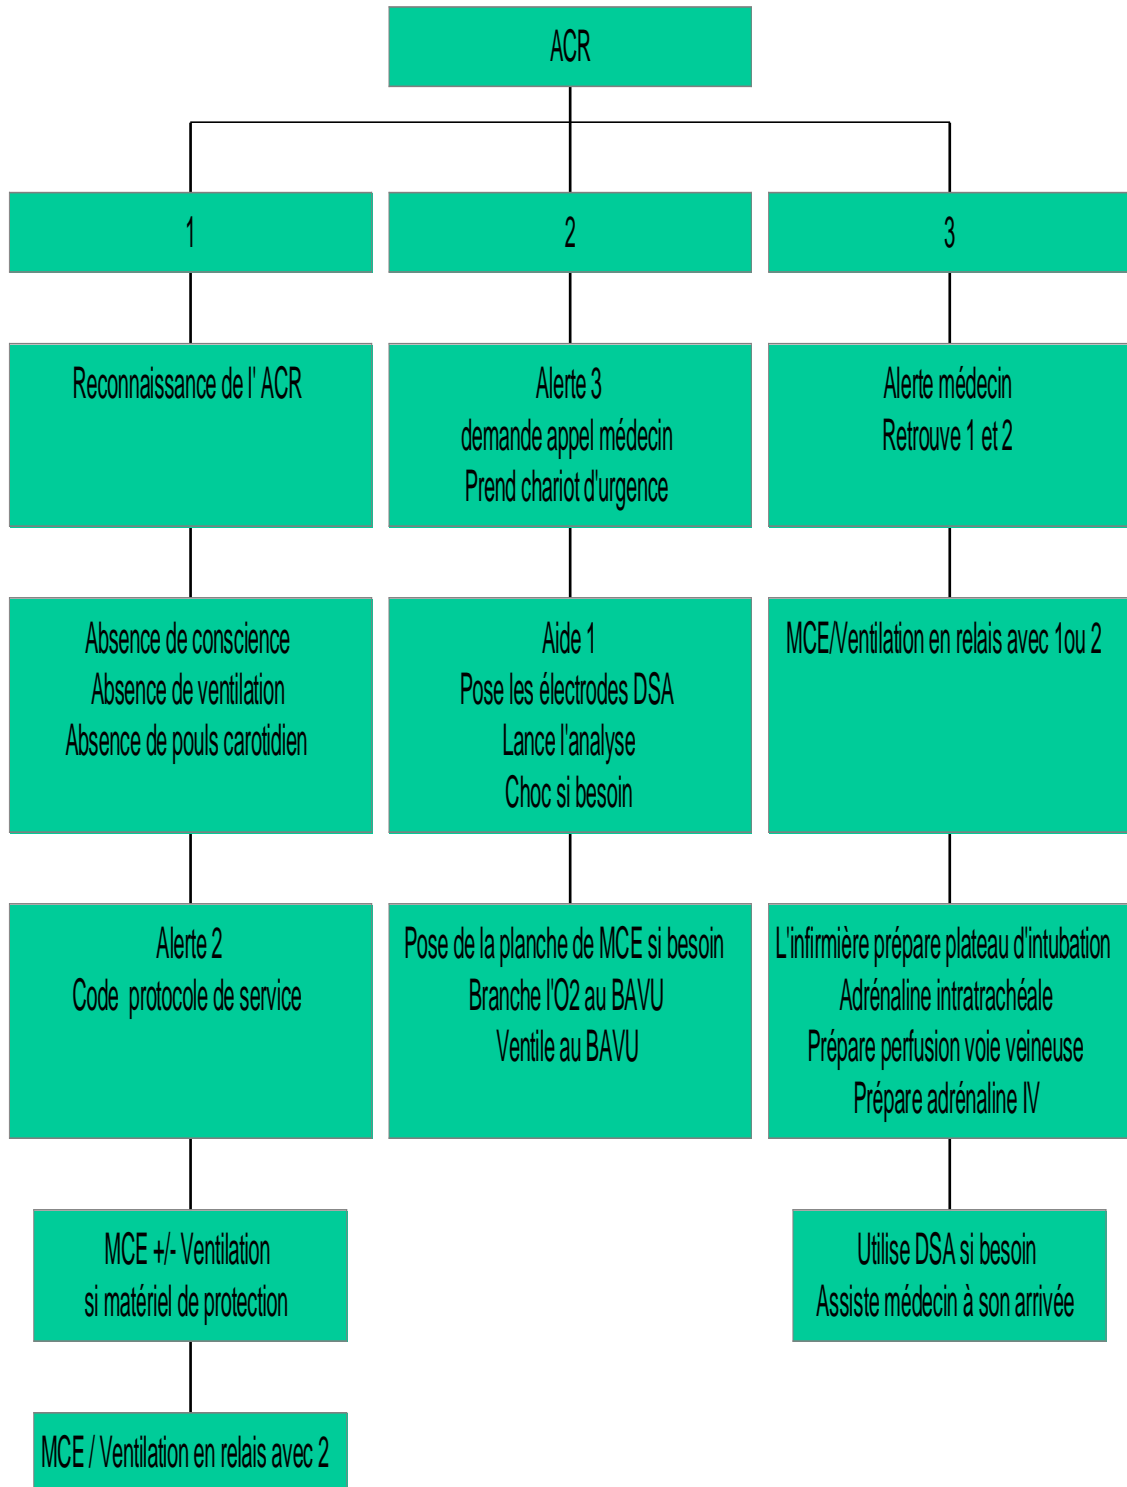 ACR
1
Reconnaissance de l' ACR
Absence de conscience
Absence de ventilation
Absence de pouls carotidien
Alerte 2
Code protocole de service
MCE +/- Ventilation
si matériel de protection
MCE / Ventilation en relais avec 2
2
Alerte 3
demande appel médecin
Prend chariot d'urgence
Aide 1
Pose les électrodes DSA
Lance l'analyse
Choc si besoin
Pose de la planche de MCE si besoin
Branche l'O2 au BAVU
Ventile au BAVU
3
Alerte médecin
Retrouve 1 et 2
MCE/Ventilation en relais avec 1ou 2
L'infirmière prépare plateau d'intubation
Adrénaline intratrachéale
Prépare perfusion voie veineuse
Prépare adrénaline IV
Utilise DSA si besoin
Assiste médecin à son arrivée